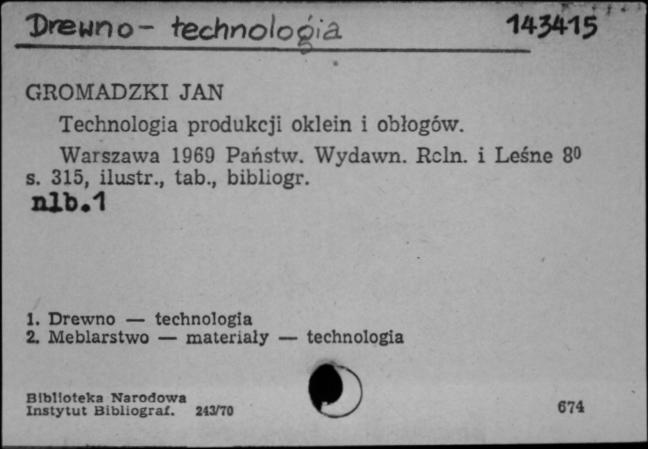 Drewno - technologia 143415
GROMADZKI JAN
Technologia produkcji oklein i obłogów.
Warszawa 1969 Państw. Wydawn. Rcln. i Leśne 8⁰
s. 315, ilustr., tab., bibliogr.
nlb.1
1. Drewno — technologia
2. Meblarstwo — materiały — technologia
Biblioteka Narodowa
Instytut Bibliograf. 243/70 674